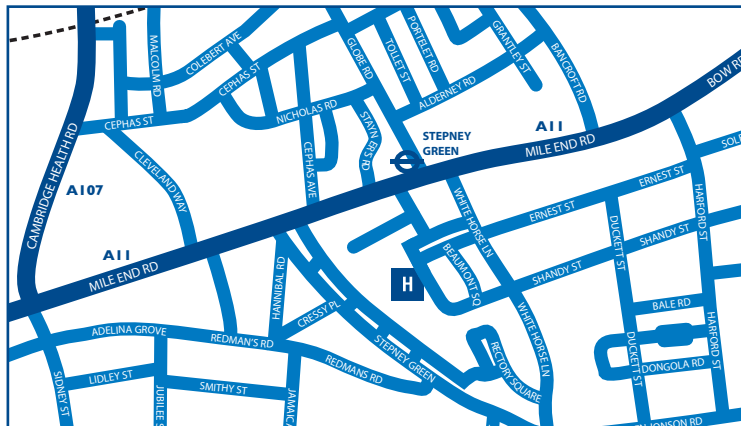 MALCOLM RD
COLEBERT AVE
CEPHAS ST
GLOBE RD
TOLLET ST
PORTELET RD
GRANTLEY ST
BANCROFT RD
BOW RD
ALDERNEY RD
NICHOLAS RD
CEPHAS ST
STAYNERS RD
STEPNEY
GREEN
A11
MILE END RD
CAMBRIDGE HEALTH RD
CLEVELAND WAY
CEPHAS AVE
A107
WHITE HORSE LN
ERNEST ST
ERNEST ST
HARFORD ST
DUCKETT ST
SHANDY ST
SHANDY ST
BEAUMONT SQ
A11
MILE END RD
HANNIBAL RD
H
CRESSY PL
BALE RD
WHITE HORSE LN
HARFORD ST
ADELINA GROVE
REDMAN'S RD
STEPNEY GREEN
REDMANS RD
RECTORY SQUARE
DUCKETT ST
DONGOLA RD
SIDNEY ST
LIDLEY ST
SMITHY ST
JUBILEE S
JAMAICA
JONSON RD